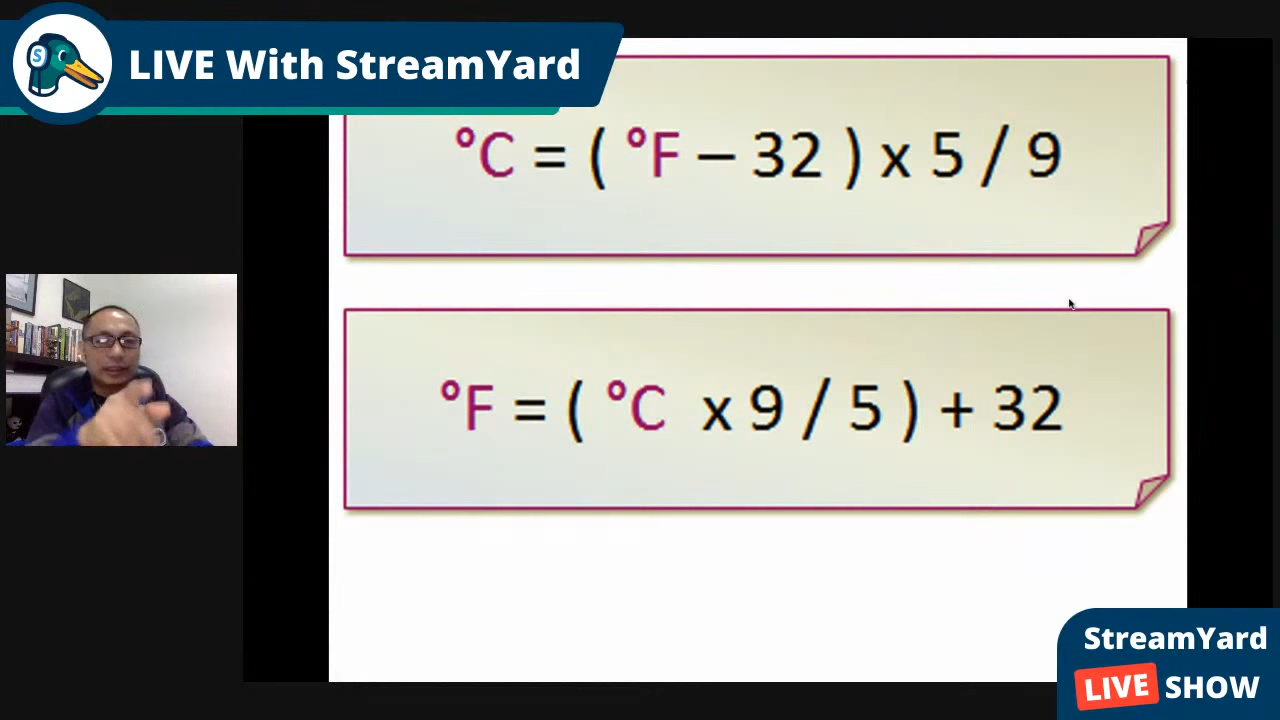 S
LIVE With StreamYard
°C = ( °F – 32 ) x 5 / 9
°F = ( °C x 9 / 5 ) + 32
StreamYard
LIVE SHOW